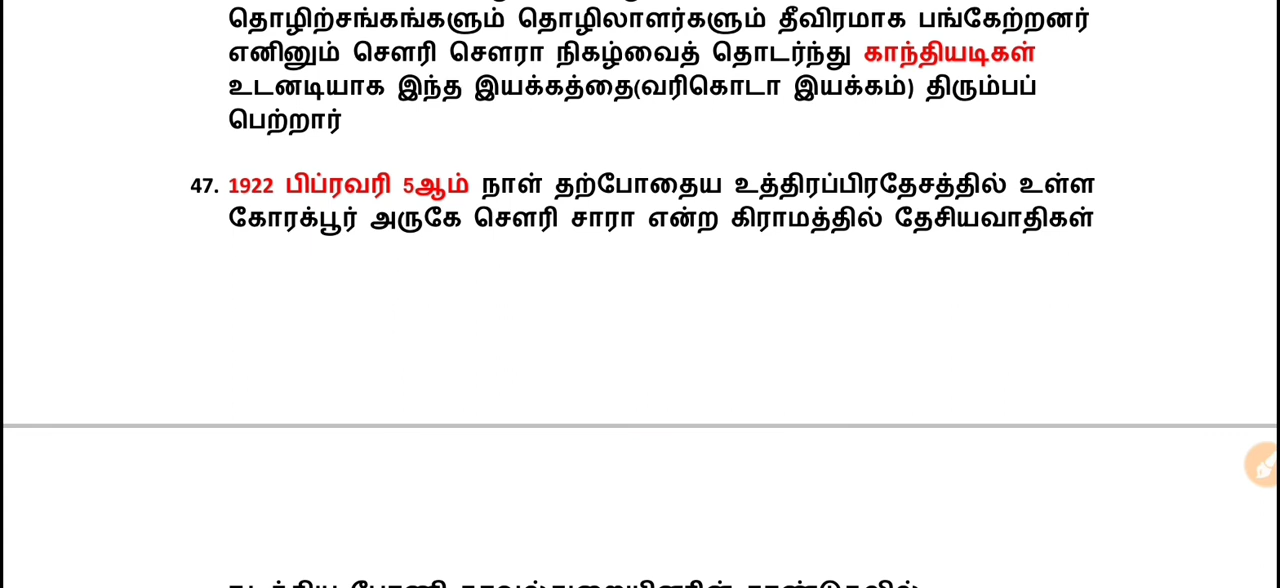 தொழிற்சங்கங்களும் தொழிலாளர்களும் தீவிரமாக பங்கேற்றனர்
எனினும் சௌரி சௌரா நிகழ்வைத் தொடர்ந்து காந்தியடிகள்
உடனடியாக இந்த இயக்கத்தை(வரிகொடா இயக்கம்) திரும்பப்
பெற்றார்
47. 1922 பிப்ரவரி 5ஆம் நாள் தற்போதைய உத்திரப்பிரதேசத்தில் உள்ள
கோரக்பூர் அருகே சௌரி சாரா என்ற கிராமத்தில் தேசியவாதிகள்